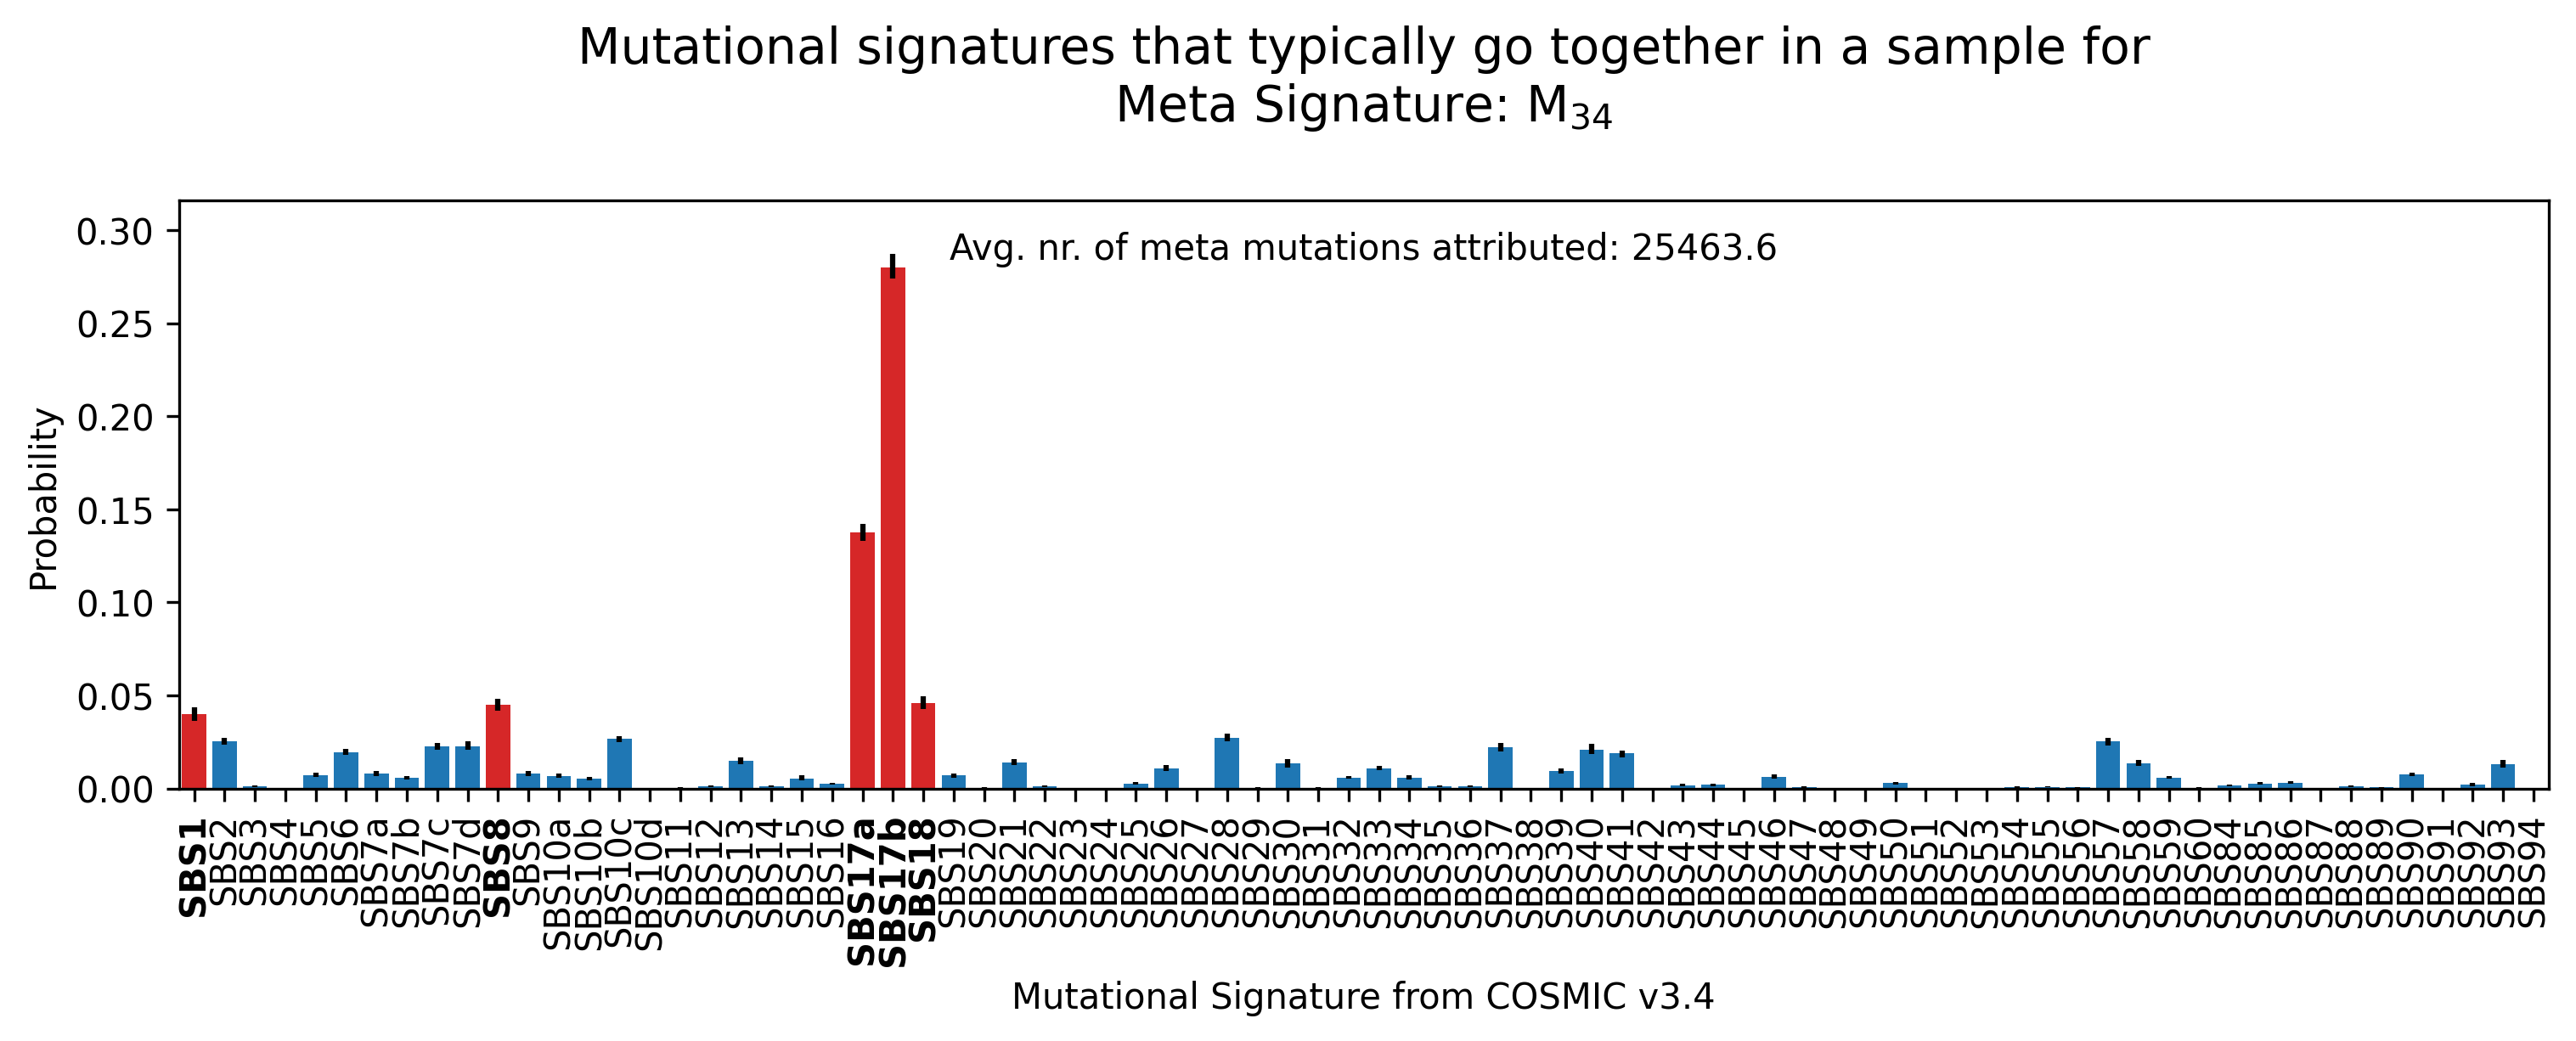 Mutational signatures that typically go together in a sample for
Meta Signature: M₃₄
Avg. nr. of meta mutations attributed: 25463.6
Probability
0.30
0.25
0.20
0.15
0.10
0.05
0.00
SBS1
SBS2
SBS3
SBS4
SBS5
SBS6
SBS7a
SBS7b
SBS7c
SBS7d
SBS8
SBS9
SBS10a
SBS10b
SBS10c
SBS10d
SBS11
SBS12
SBS13
SBS14
SBS15
SBS16
SBS17a
SBS17b
SBS18
SBS19
SBS20
SBS21
SBS22
SBS23
SBS24
SBS25
SBS26
SBS27
SBS28
SBS29
SBS30
SBS31
SBS32
SBS33
SBS34
SBS35
SBS36
SBS37
SBS38
SBS39
SBS40
SBS41
SBS42
SBS43
SBS44
SBS45
SBS46
SBS47
SBS48
SBS49
SBS50
SBS51
SBS52
SBS53
SBS54
SBS55
SBS56
SBS57
SBS58
SBS59
SBS60
SBS84
SBS85
SBS86
SBS87
SBS88
SBS89
SBS90
SBS91
SBS92
SBS93
SBS94
Mutational Signature from COSMIC v3.4